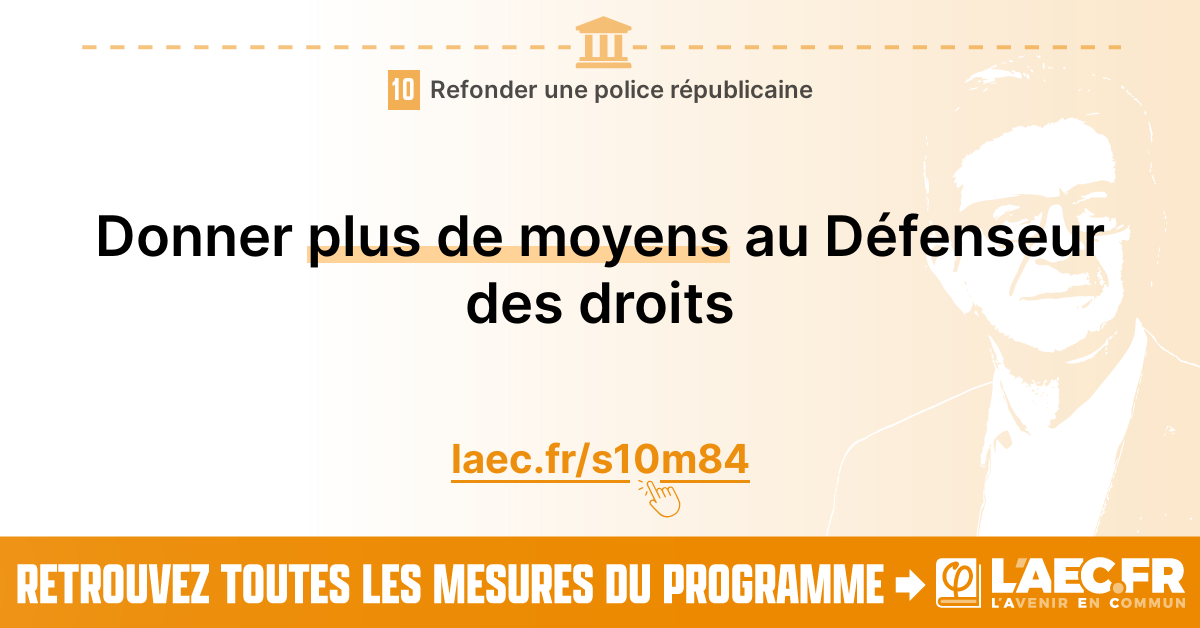 10 Refonder une police républicaine
Donner plus de moyens au Défenseur
des droits
laec.fr/s10m84
RETROUVEZ TOUTES LES MESURES DU PROGRAMME
φ L'AEC.FR
L'AVENIR EN COMMUN